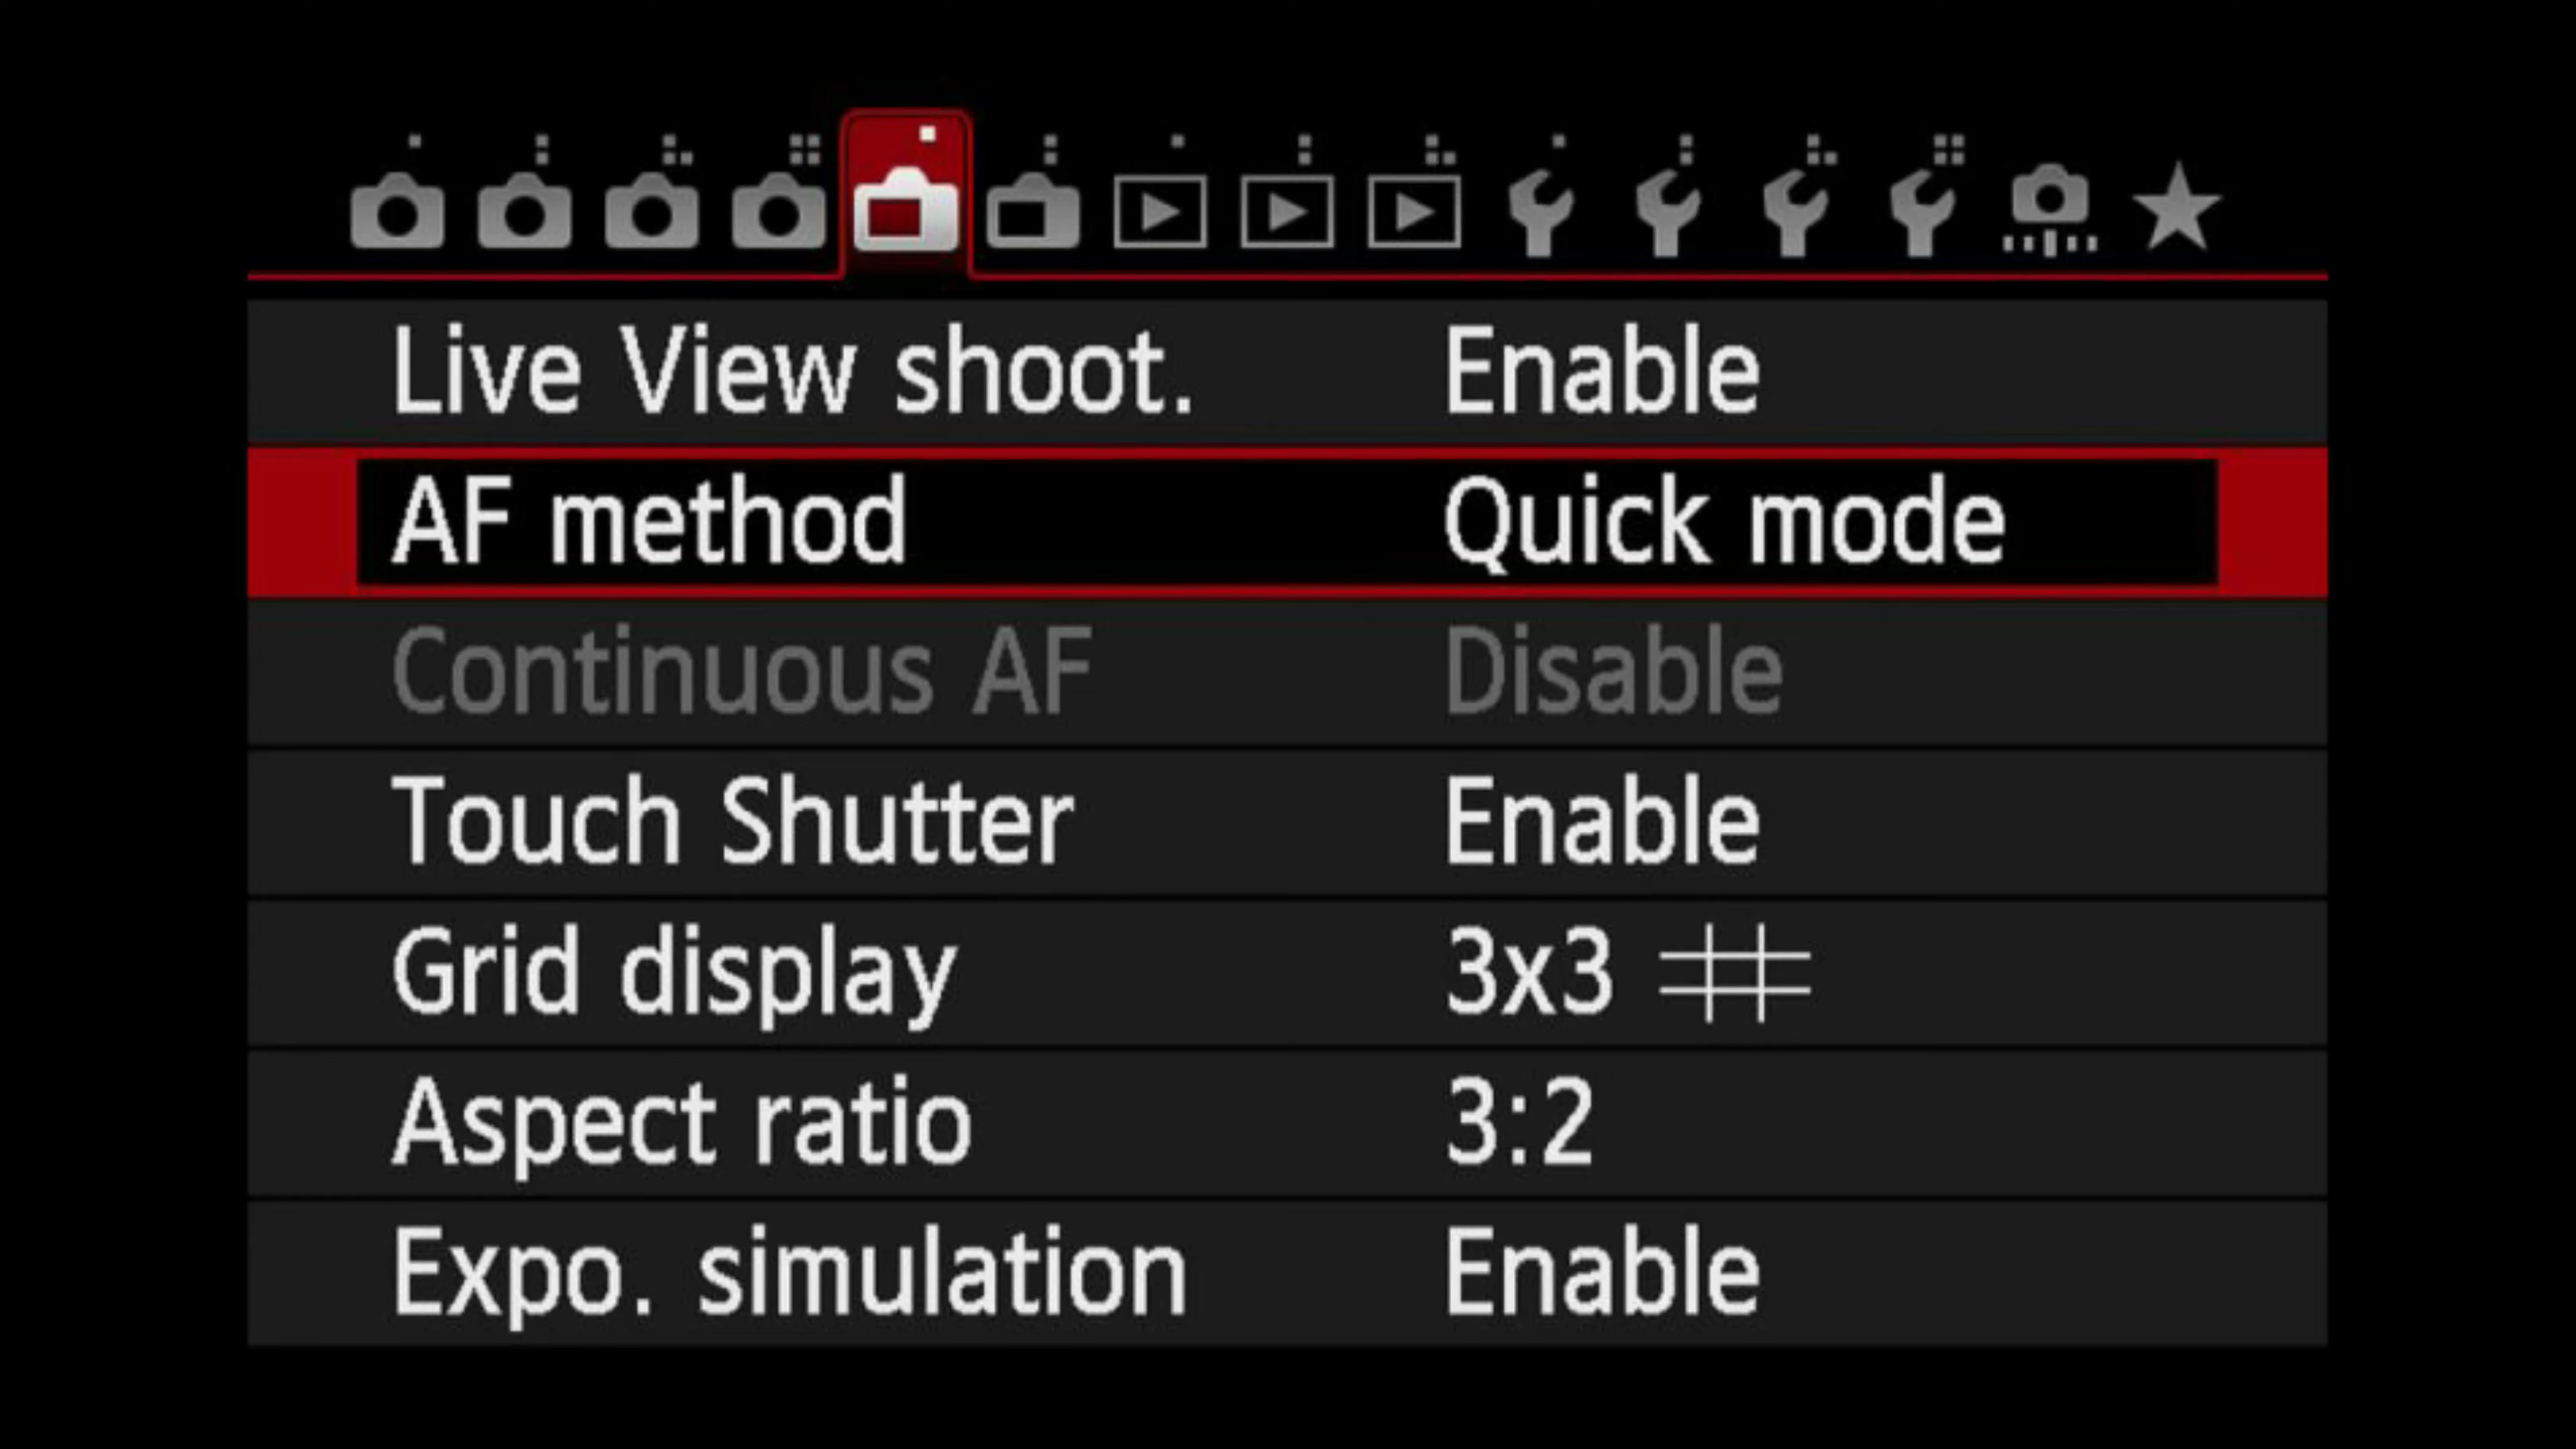 Live View shoot. Enable
AF method Quick mode
Continuous AF Disable
Touch Shutter Enable
Grid display 3x3
Aspect ratio 3:2
Expo. simulation Enable